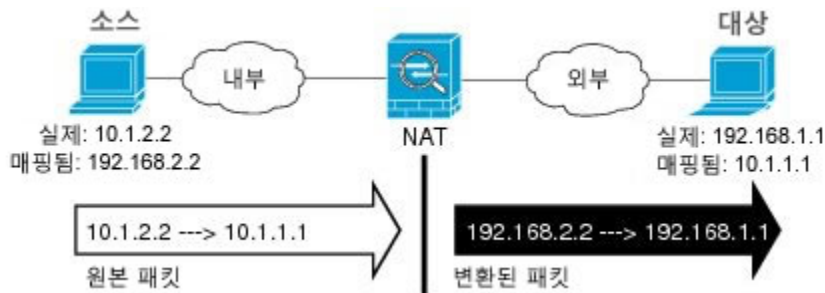 소스
대상
내부
외부
NAT
실제: 10.1.2.2
매핑됨: 192.168.2.2
실제: 192.168.1.1
매핑됨: 10.1.1.1
10.1.2.2 ---> 10.1.1.1
192.168.2.2 ---> 192.168.1.1
원본 패킷
변환된 패킷